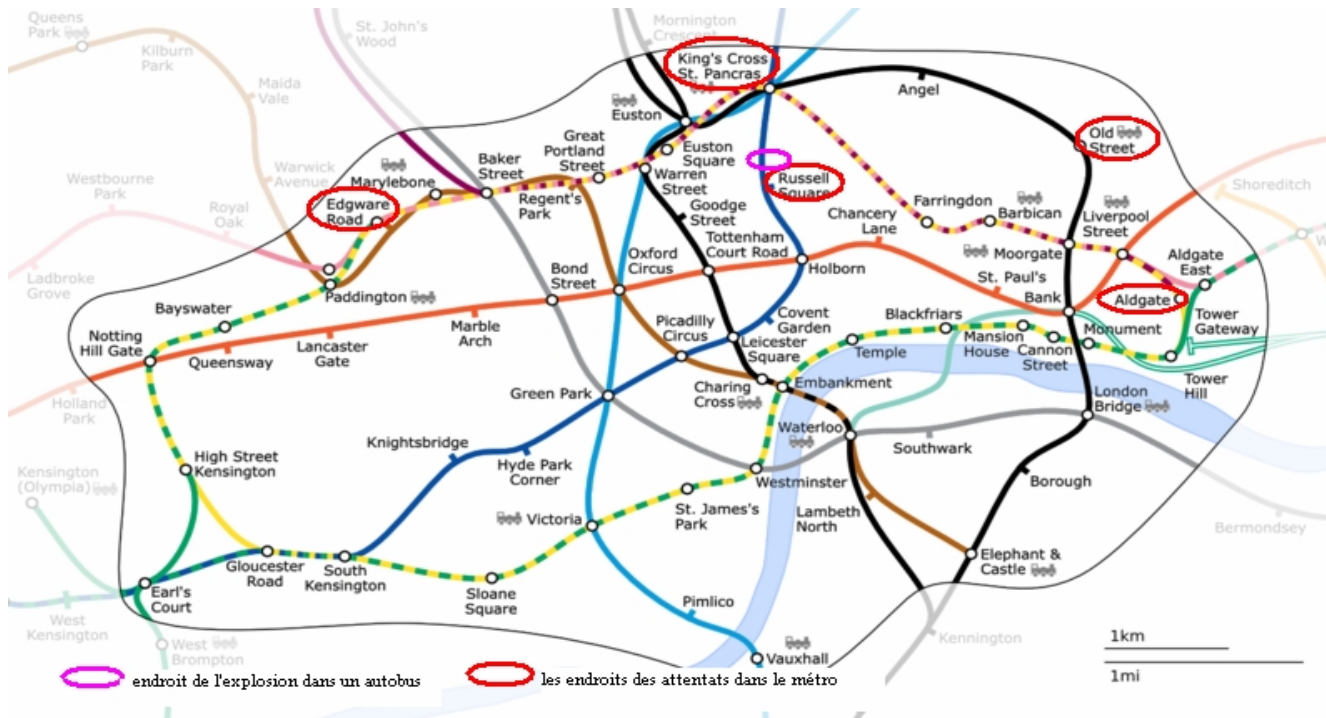 Queens
Park
Kilburn
Park
St. John's
Wood
Mornington
Crescent
King's Cross
St. Pancras
Maida
Vale
Angel
Euston
Old
Street
Great
Portland
Street
Euston
Square
Baker
Street
Warwick
Avenue
Marylebone
Warren
Street
Russell
Square
Shoreditch
Westbourne
Park
Edgware
Road
Regent's
Park
Goodge
Street
Farringdon
Barbican
Liverpool
Street
Royal
Oak
Chancery
Lane
Tottenham
Court Road
Moorgate
Aldgate
East
W
Ladbroke
Grove
Oxford
Circus
Bond
Street
Holborn
St. Paul's
Paddington
Bank
Aldgate
Bayswater
Picadilly
Circus
Covent
Garden
Blackfriars
Tower
Gateway
Notting
Hill Gate
Queensway
Lancaster
Gate
Marble
Arch
Leicester
Square
Temple
Mansion
House
Cannon
Street
Monument
Tower
Hill
Holland
Park
Green Park
Charing
Cross
Embankment
London
Bridge
Waterloo
Southwark
Knightsbridge
Hyde Park
Corner
High Street
Kensington
Kensington
(Olympia)
Westminster
Borough
St. James's
Park
Lambeth
North
Victoria
Bermondsey
Gloucester
Road
South
Kensington
Sloane
Square
Elephant &
Castle
Earl's
Court
Pimlico
West
Kensington
West
Brompton
Kennington
Vauxhall
1km
1mi
endroit de l'explosion dans un autobus
les endroits des attentats dans le métro